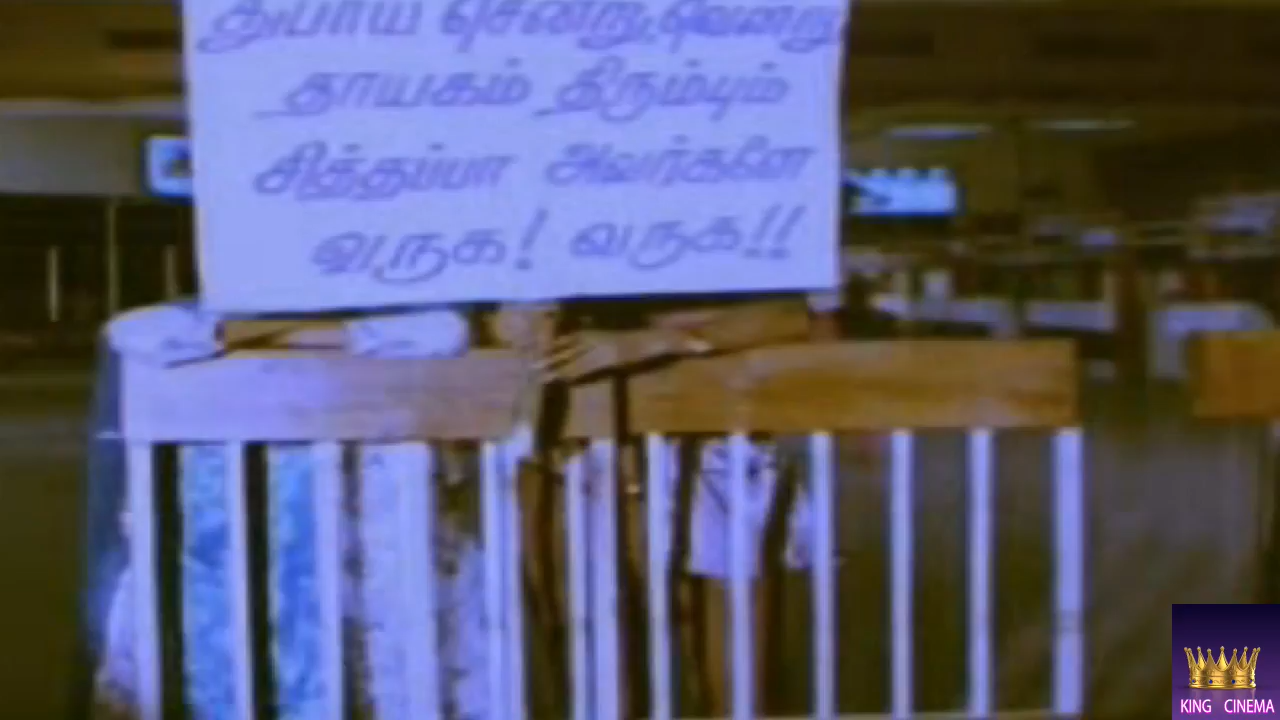 துபாய் சென்று,வென்று
தாயகம் திரும்பும்
சித்தப்பா அவர்களே
வருக! வருக!!
KING CINEMA